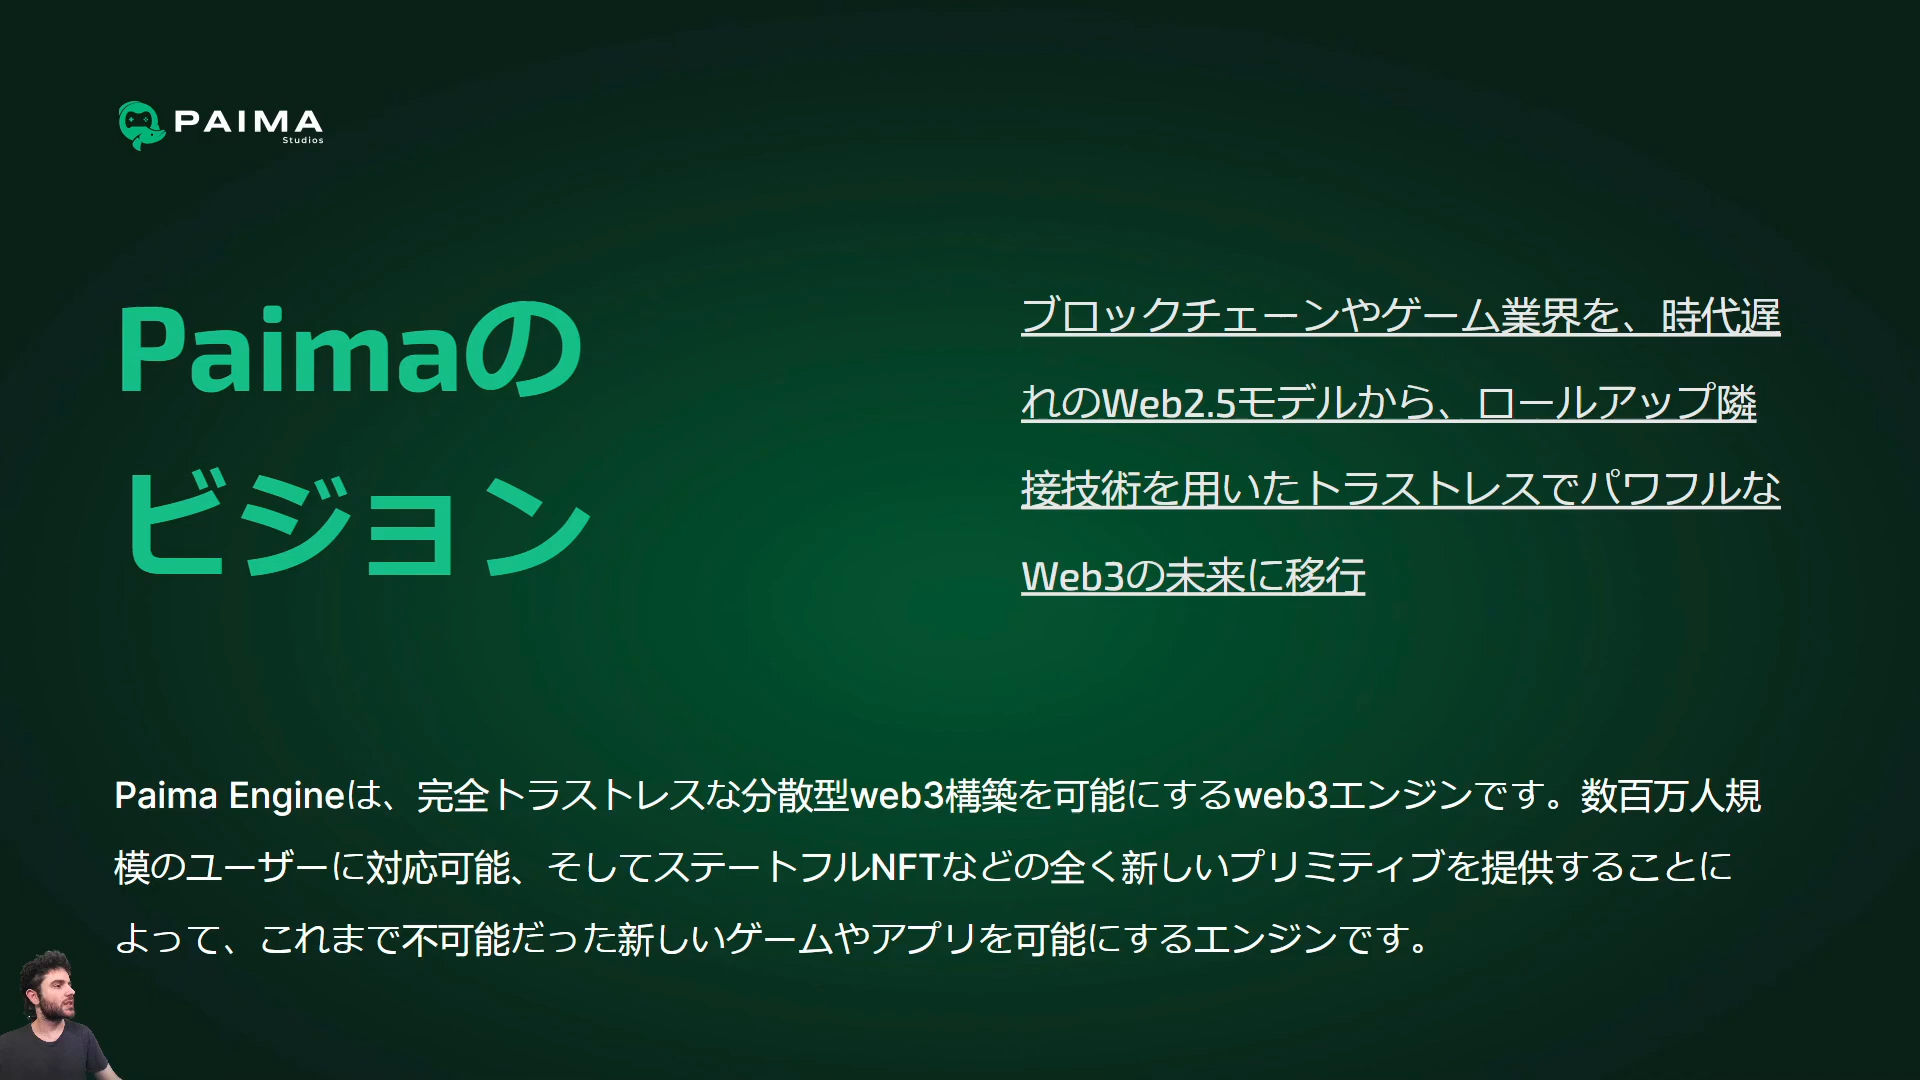 PAIMA
Studios
Paimaの
ビジョン
ブロックチェーンやゲーム業界を、時代遅
れのWeb2.5モデルから、ロールアップ隣
接技術を用いたトラストレスでパワフルな
Web3の未来に移行
Paima Engineは、完全トラストレスな分散型web3構築を可能にするweb3エンジンです。数百万人規
模のユーザーに対応可能、そしてステートフルNFTなどの全く新しいプリミティブを提供することに
よって、これまで不可能だった新しいゲームやアプリを可能にするエンジンです。